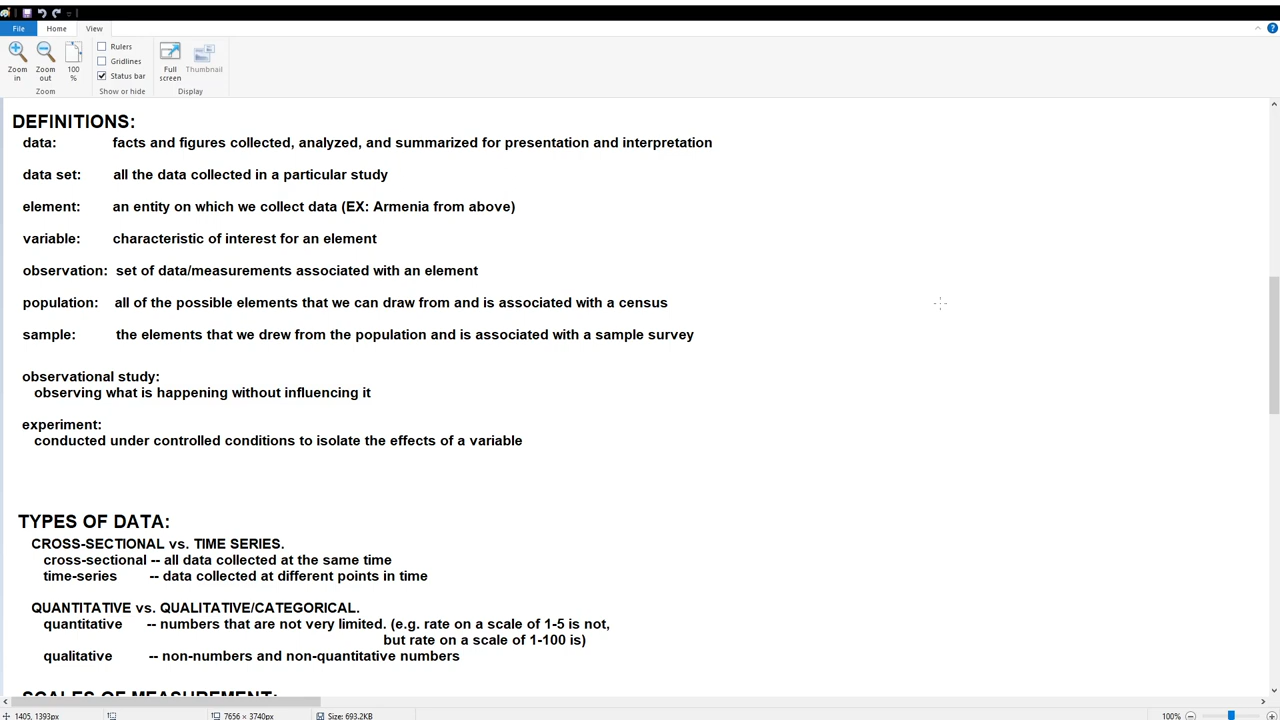 File Home View
Zoom in
Zoom out
100 %
Rulers
Gridlines
Status bar
Full screen
Thumbnail
Zoom
Show or hide
Display
DEFINITIONS:
data: facts and figures collected, analyzed, and summarized for presentation and interpretation
data set: all the data collected in a particular study
element: an entity on which we collect data (EX: Armenia from above)
variable: characteristic of interest for an element
observation: set of data/measurements associated with an element
population: all of the possible elements that we can draw from and is associated with a census
sample: the elements that we drew from the population and is associated with a sample survey
observational study:
observing what is happening without influencing it
experiment:
conducted under controlled conditions to isolate the effects of a variable
TYPES OF DATA:
CROSS-SECTIONAL vs. TIME SERIES.
cross-sectional -- all data collected at the same time
time-series -- data collected at different points in time
QUANTITATIVE vs. QUALITATIVE/CATEGORICAL.
quantitative -- numbers that are not very limited. (e.g. rate on a scale of 1-5 is not,
but rate on a scale of 1-100 is)
qualitative -- non-numbers and non-quantitative numbers
SCALES OF MEASUREMENT:
1405, 1393px 7656 × 3740px Size: 693.2KB 100%